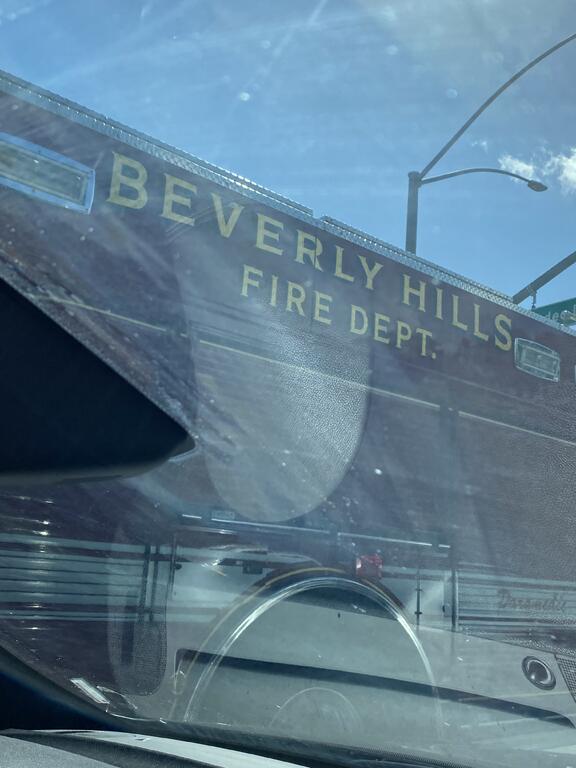 BEVERLY HILLS
FIRE DEPT.
Paramedic